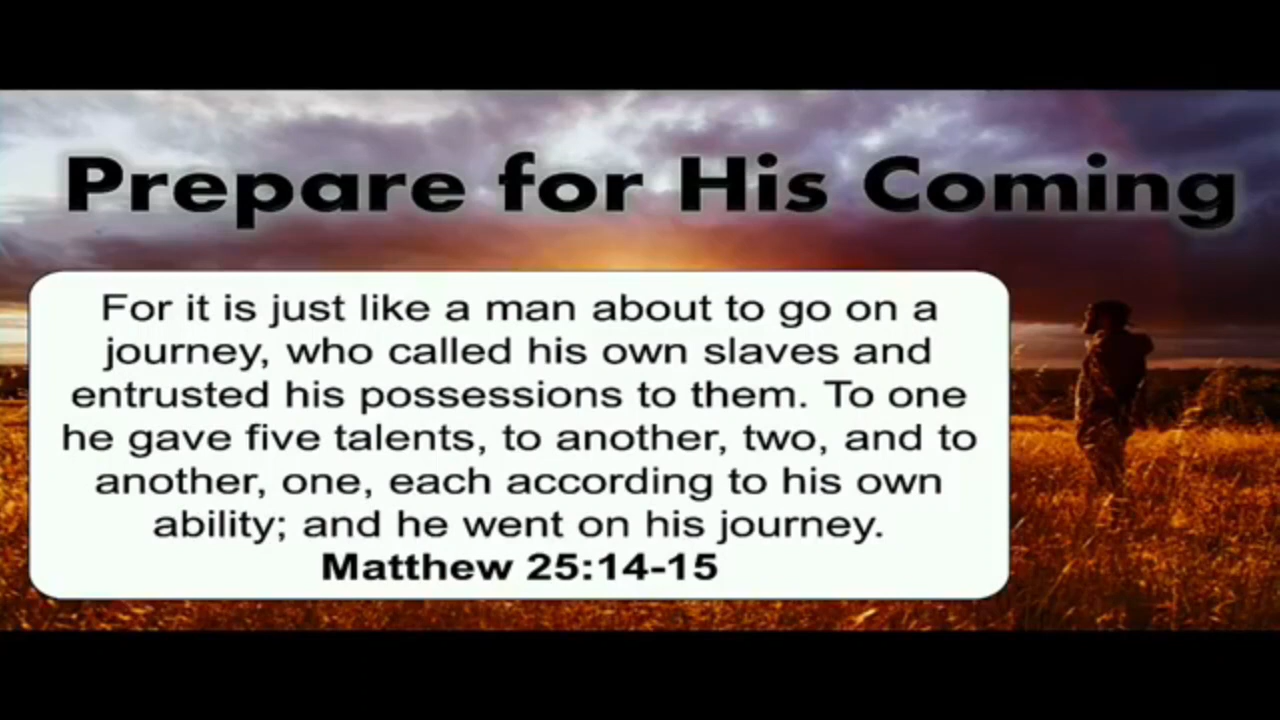 Prepare for His Coming
For it is just like a man about to go on a
journey, who called his own slaves and
entrusted his possessions to them. To one
he gave five talents, to another, two, and to
another, one, each according to his own
ability; and he went on his journey.
Matthew 25:14-15